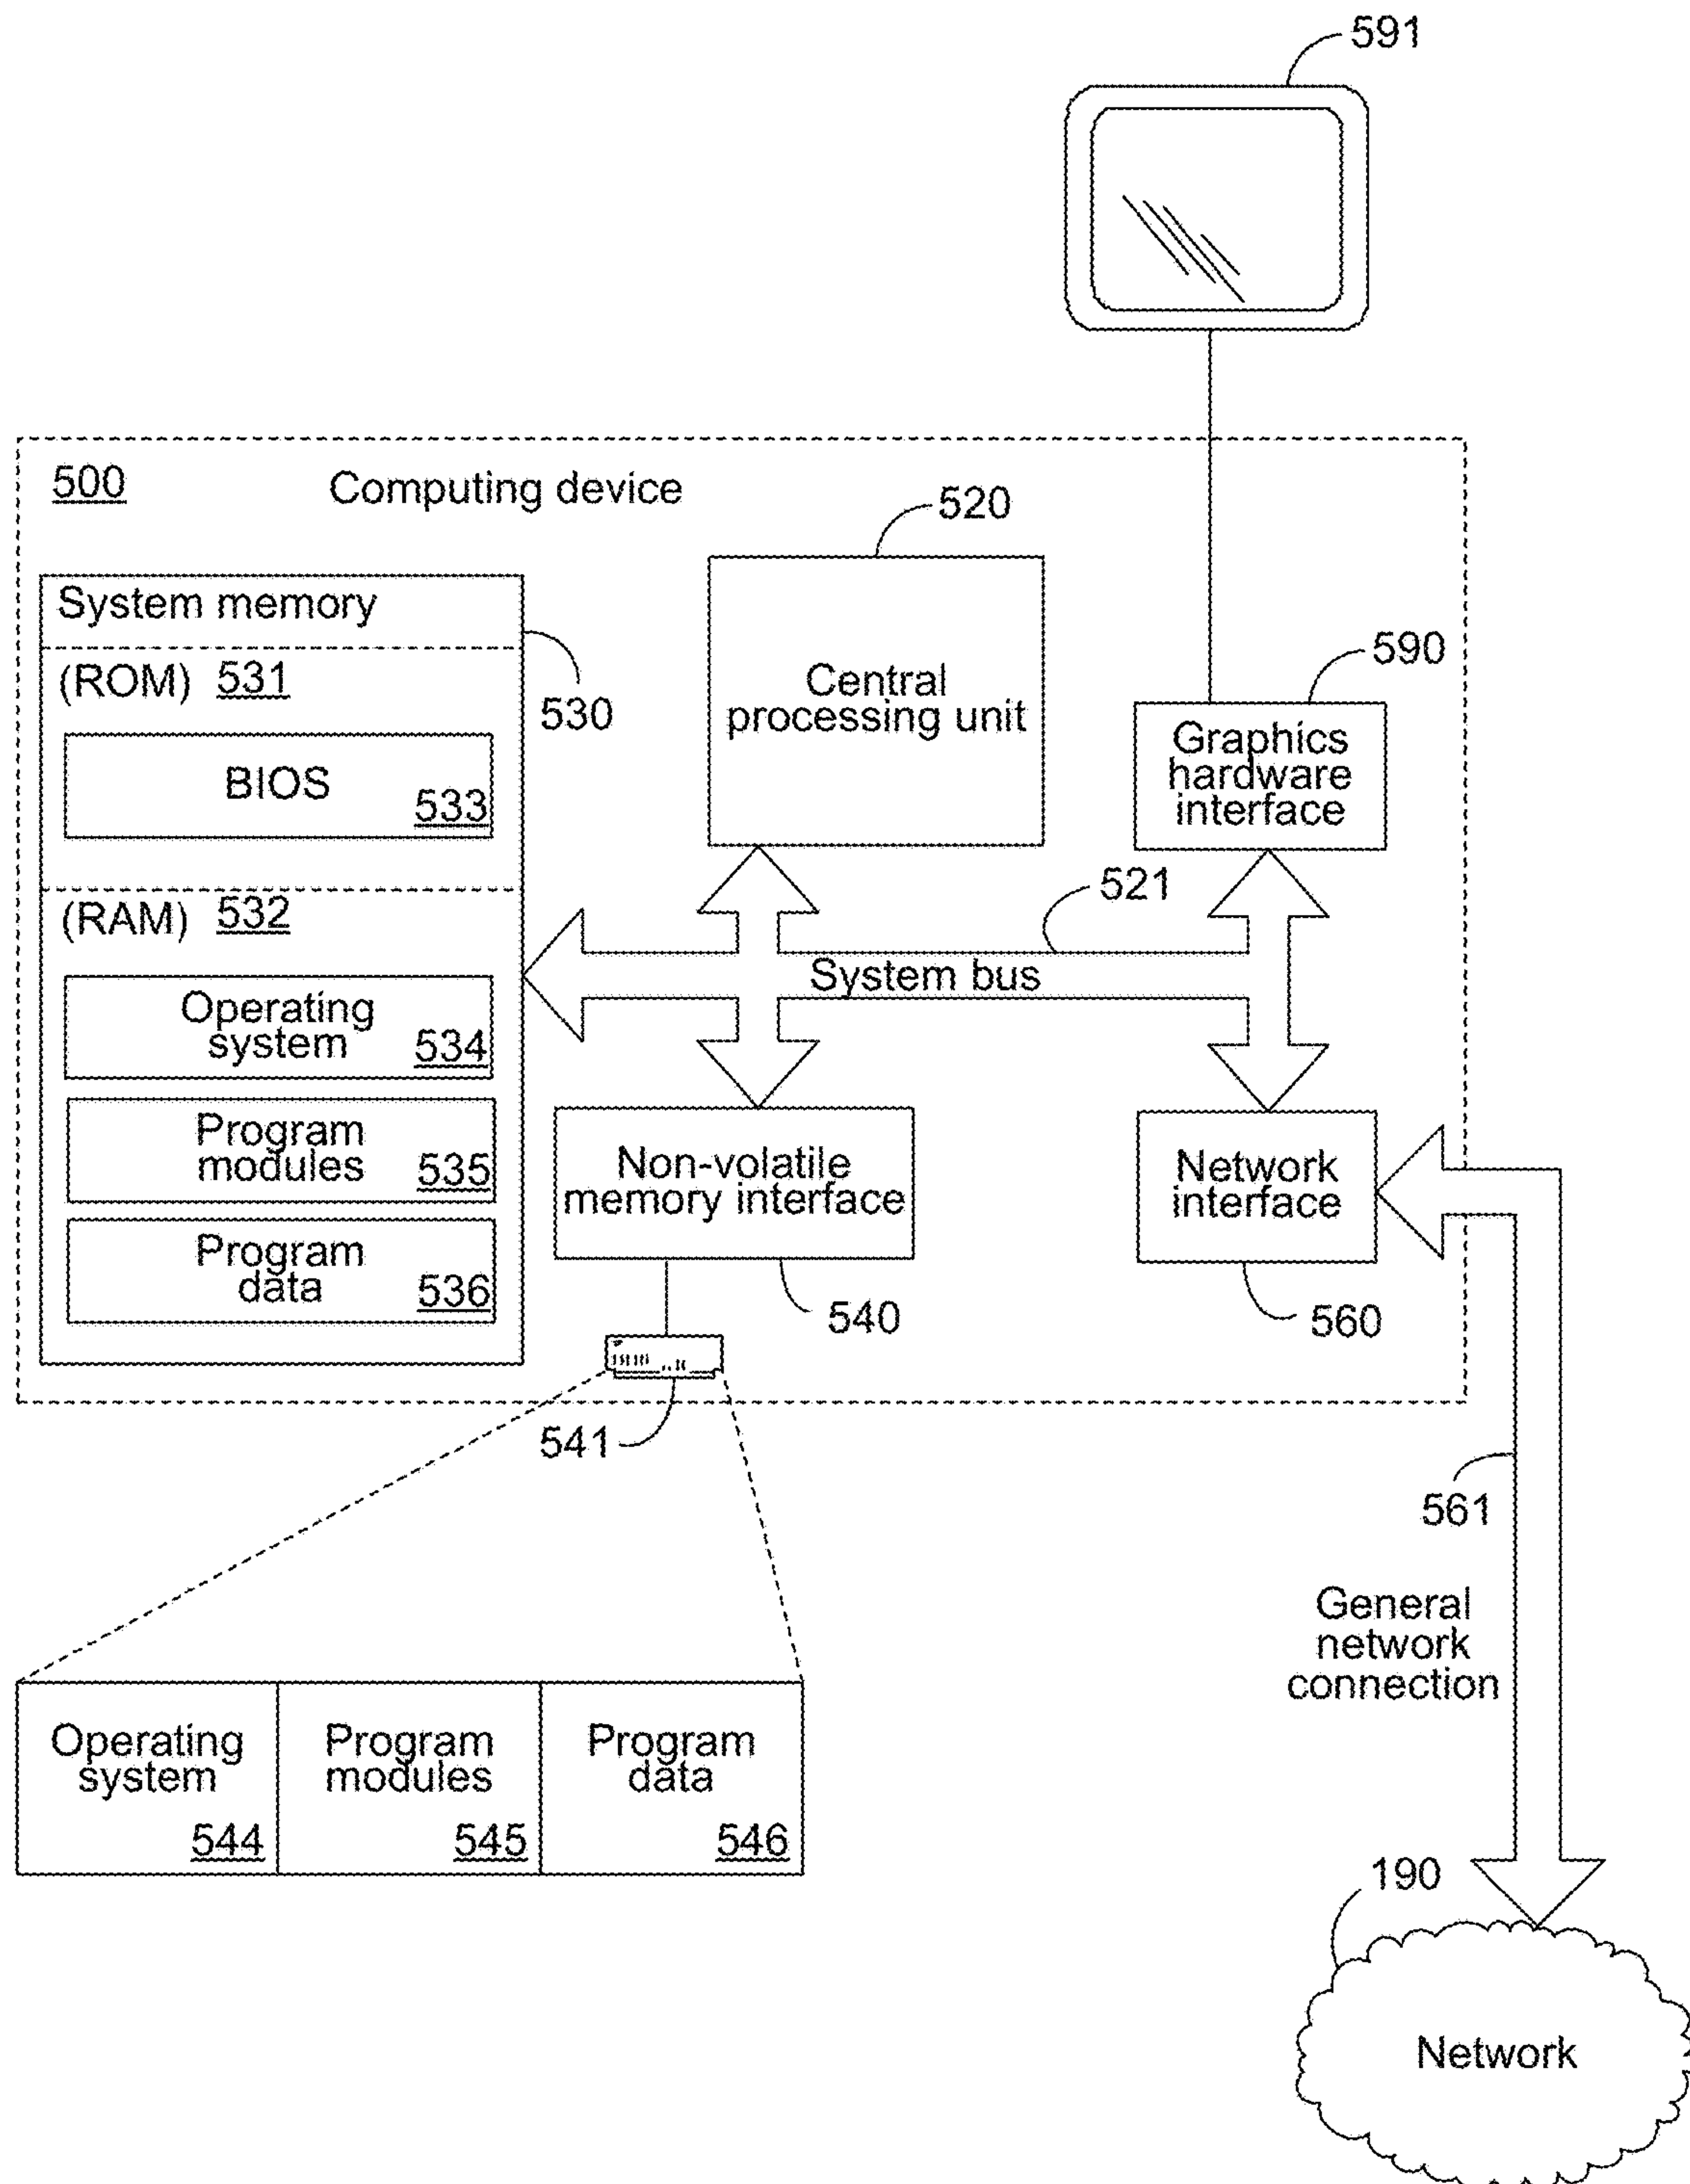 591
500
Computing device
520
System memory
(ROM) 531
530
BIOS
533
Central
processing unit
590
Graphics
hardware
interface
521
(RAM) 532
System bus
Operating
system
534
Program
modules
535
Program
data
536
Non-volatile
memory interface
540
Network
interface
560
541
561
General
network
connection
Operating
system
544
Program
modules
545
Program
data
546
190
Network